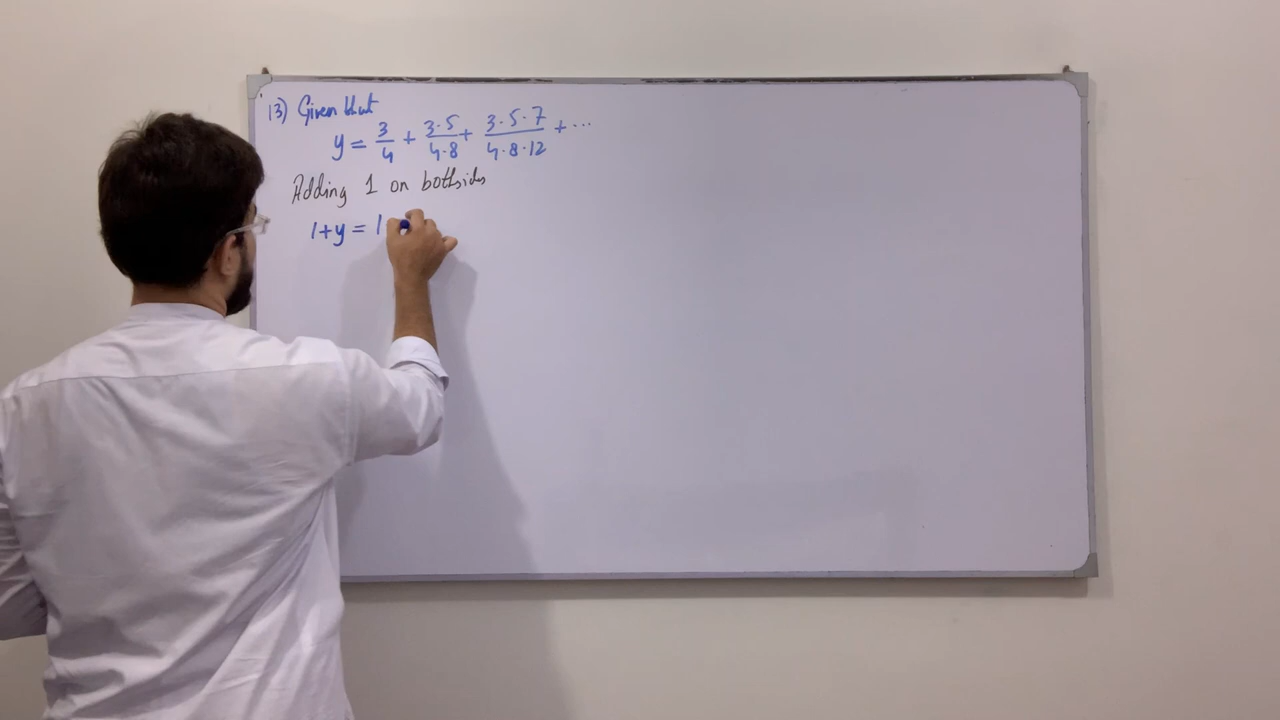 13) Given that
y = 3/4 + 3·5/4·8 + 3·5·7/4·8·12 + ...
Adding 1 on bothsides
1+y = 1